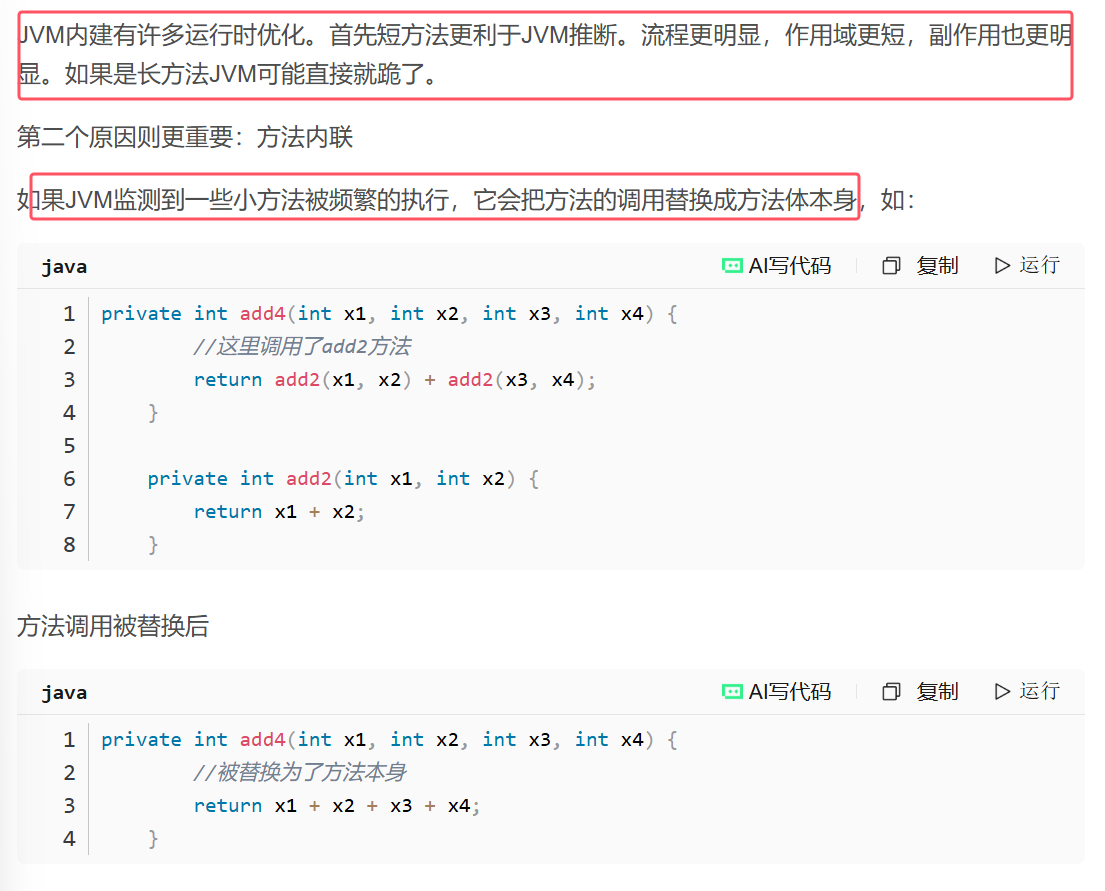 JVM内建有许多运行时优化。首先短方法更利于JVM推断。流程更明显，作用域更短，副作用也更明
显。如果是长方法JVM可能直接就跪了。
第二个原因则更重要：方法内联
如果JVM监测到一些小方法被频繁的执行，它会把方法的调用替换成方法体本身，如：
java AI写代码 复制 运行
1 private int add4(int x1, int x2, int x3, int x4) {
2         //这里调用了add2方法
3         return add2(x1, x2) + add2(x3, x4);
4     }
5
6     private int add2(int x1, int x2) {
7         return x1 + x2;
8     }
方法调用被替换后
java AI写代码 复制 运行
1 private int add4(int x1, int x2, int x3, int x4) {
2         //被替换为了方法本身
3         return x1 + x2 + x3 + x4;
4     }